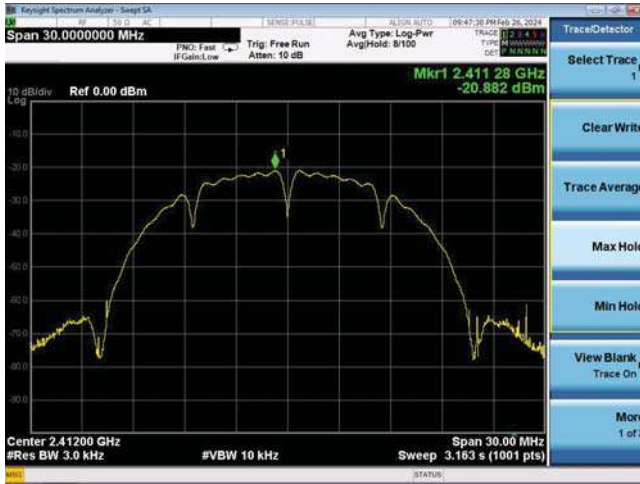 Keysight Spectrum Analyzer - Swept SA
RF 50 Ω AC SENSE:PULSE ALIGN AUTO 09:47:30 PM Feb 26, 2024
Span 30.0000000 MHz
PNO: Fast
IFGain:Low
Trig: Free Run
Atten: 10 dB
Avg Type: Log-Pwr
Avg|Hold: 8/100
TRACE 1 2 3 4 5 6
TYPE M
DET P N N N N N
Mkr1 2.411 28 GHz
-20.882 dBm
10 dB/div Ref 0.00 dBm
Log
-10.0
-20.0
-30.0
-40.0
-50.0
-60.0
-70.0
-80.0
-90.0
1
Center 2.41200 GHz Span 30.00 MHz
#Res BW 3.0 kHz #VBW 10 kHz Sweep 3.163 s (1001 pts)
MSG STATUS
Trace/Detector
Select Trace
1
Clear Write
Trace Average
Max Hold
Min Hold
View Blank
Trace On
More
1 of